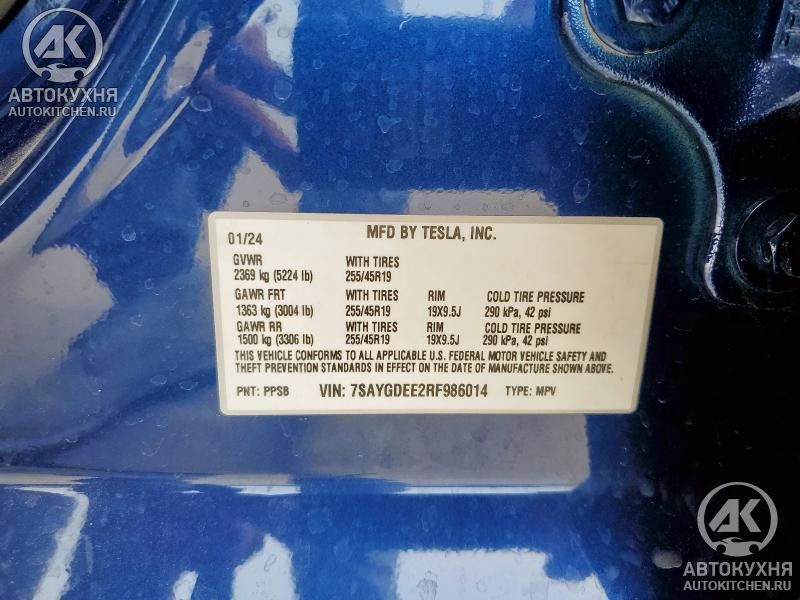 AK
АВТОКУХНЯ
AUTOKITCHEN.RU
01/24 MFD BY TESLA, INC.
GVWR WITH TIRES
2369 kg (5224 lb) 255/45R19
GAWR FRT WITH TIRES RIM COLD TIRE PRESSURE
1363 kg (3004 lb) 255/45R19 19X9.5J 290 kPa, 42 psi
GAWR RR WITH TIRES RIM COLD TIRE PRESSURE
1500 kg (3306 lb) 255/45R19 19X9.5J 290 kPa, 42 psi
THIS VEHICLE CONFORMS TO ALL APPLICABLE U.S. FEDERAL MOTOR VEHICLE SAFETY AND
THEFT PREVENTION STANDARDS IN EFFECT ON THE DATE OF MANUFACTURE SHOWN ABOVE.
PNT: PPSB VIN: 7SAYGDEE2RF986014 TYPE: MPV
AK
АВТОКУХНЯ
AUTOKITCHEN.RU